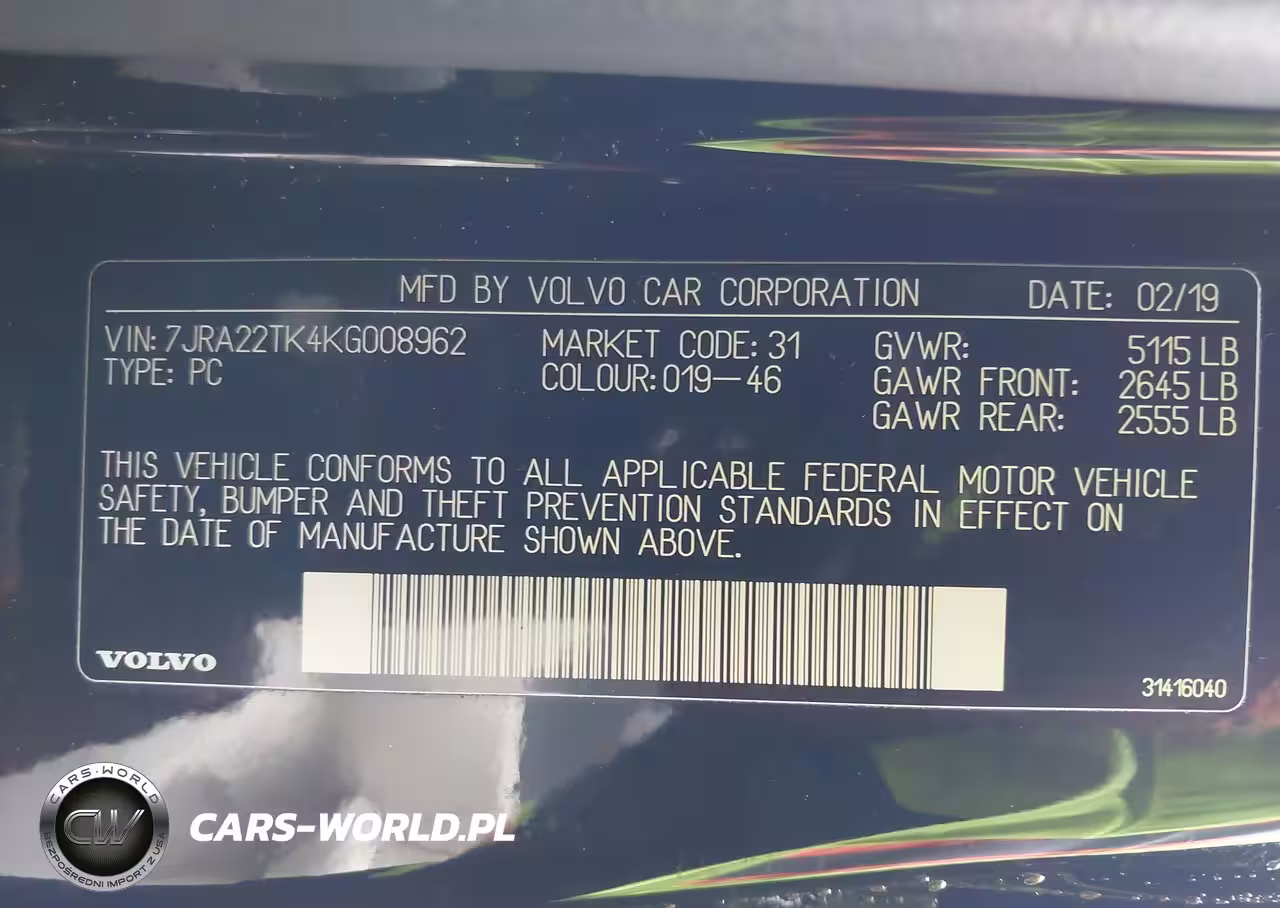 MFD BY VOLVO CAR CORPORATION DATE: 02/19
VIN: 7JRA22TK4KG008962 MARKET CODE: 31 GVWR: 5115 LB
TYPE: PC COLOUR: 019-46 GAWR FRONT: 2645 LB
GAWR REAR: 2555 LB
THIS VEHICLE CONFORMS TO ALL APPLICABLE FEDERAL MOTOR VEHICLE
SAFETY, BUMPER AND THEFT PREVENTION STANDARDS IN EFFECT ON
THE DATE OF MANUFACTURE SHOWN ABOVE.
VOLVO
31416040
CARS-WORLD
CW
BEZPOŚREDNI IMPORT Z USA
CARS-WORLD.PL